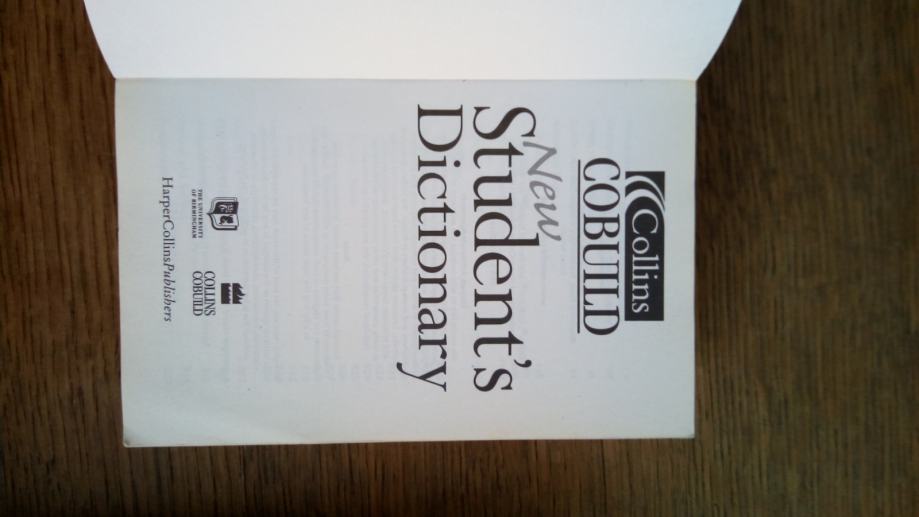 Collins
COBUILD
New
Student's
Dictionary
THE UNIVERSITY
OF BIRMINGHAM
COLLINS
COBUILD
HarperCollinsPublishers